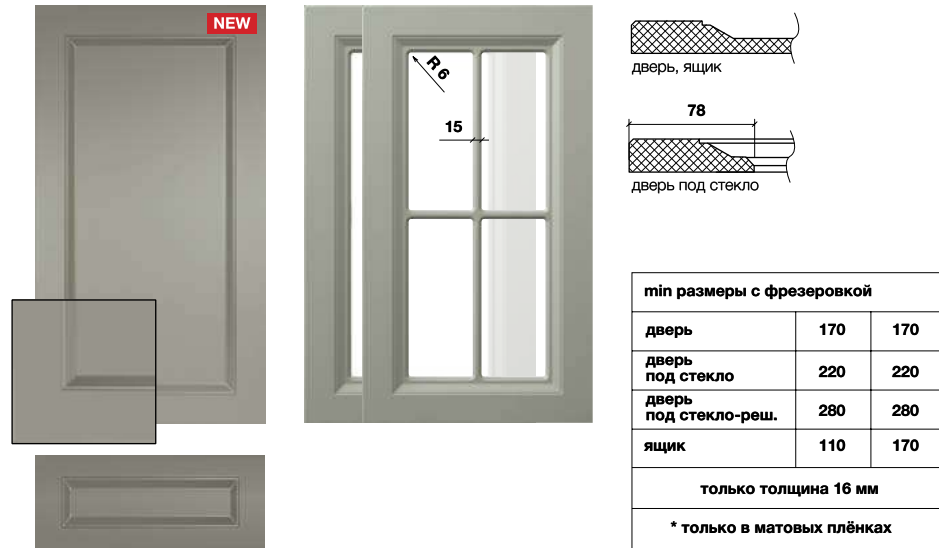 NEW
R 6
15
дверь, ящик
78
дверь под стекло
min размеры с фрезеровкой
дверь 170 170
дверь
под стекло 220 220
дверь
под стекло-реш. 280 280
ящик 110 170
только толщина 16 мм
* только в матовых плёнках